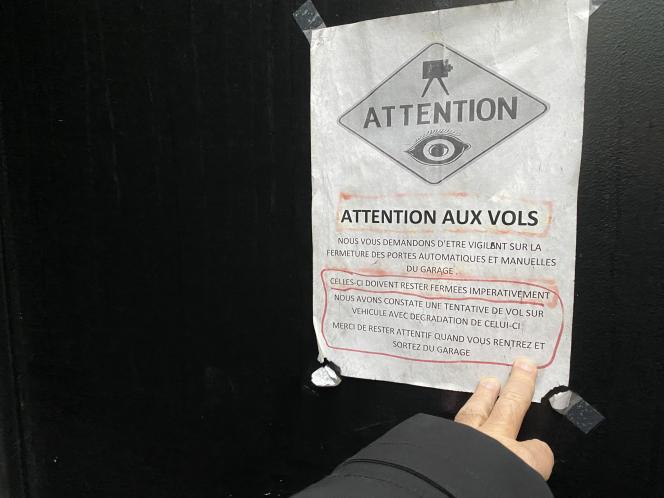 ATTENTION
ATTENTION AUX VOLS
NOUS VOUS DEMANDONS D'ETRE VIGILANT SUR LA
FERMETURE DES PORTES AUTOMATIQUES ET MANUELLES
DU GARAGE .
CELLES-CI DOIVENT RESTER FERMEES IMPERATIVEMENT
NOUS AVONS CONSTATE UNE TENTATIVE DE VOL SUR
VEHICULE AVEC DEGRADATION DE CELUI-CI
MERCI DE RESTER ATTENTIF QUAND VOUS RENTREZ ET
SORTEZ DU GARAGE